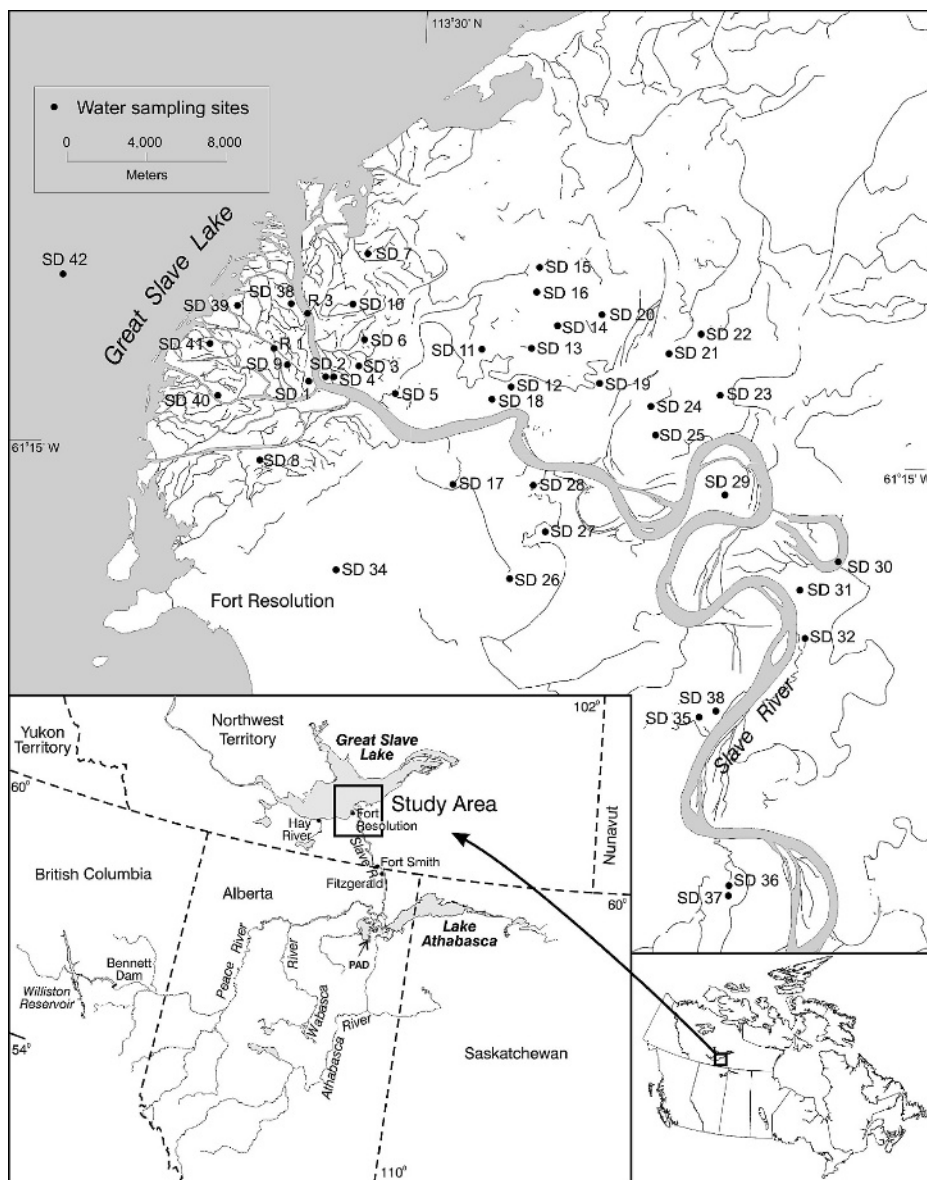 113°30' N
Water sampling sites
0 4,000 8,000
Meters
Great Slave Lake
SD 42
SD 7
SD 15
SD 38
SD 16
SD 39
R 3
SD 10
SD 20
SD 14
SD 22
SD 41
R 1
SD 6
SD 11
SD 13
SD 21
SD 2
SD 3
SD 9
SD 4
SD 12
SD 19
SD 1
SD 5
SD 18
SD 23
SD 40
SD 24
61°15' W
SD 25
SD 8
61°15' W
SD 17
SD 28
SD 29
SD 27
SD 30
SD 34
SD 26
SD 31
Fort Resolution
SD 32
SD 38
SD 35
Slave River
SD 36
SD 37
102°
Northwest
Territory
Yukon
Territory
Great Slave
Lake
60°
Study Area
Hay
River
Fort
Resolution
Nunavut
Slave R.
Fort Smith
Fitzgerald
British Columbia
Alberta
60°
Lake
Athabasca
PAD
Bennett
Dam
Peace River
Williston
Reservoir
Wabasca
River
Athabasca River
54°
Saskatchewan
110°